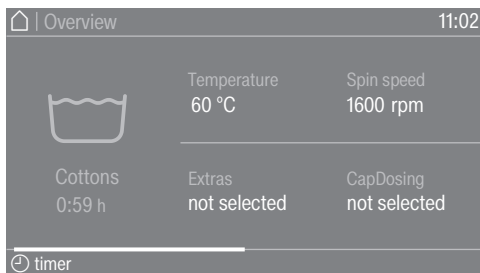 | Overview 11:02
Temperature
60 °C
Spin speed
1600 rpm
Cottons
0:59 h
Extras
not selected
CapDosing
not selected
timer